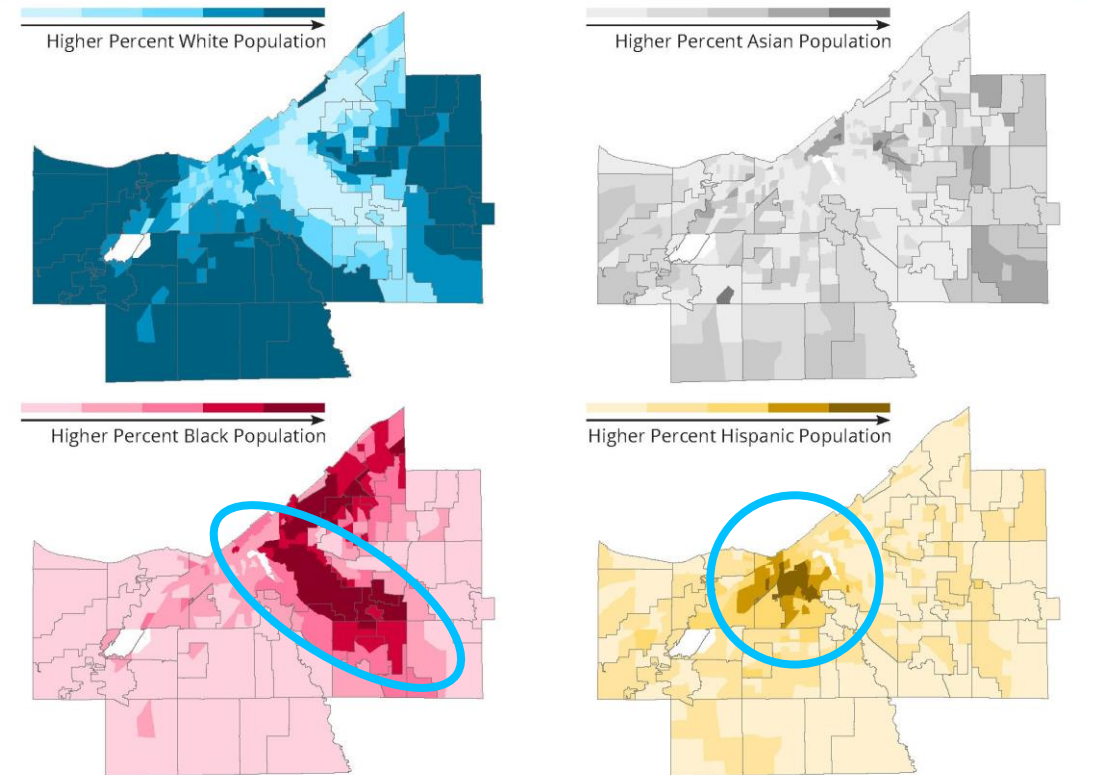 Higher Percent White Population
Higher Percent Asian Population
Higher Percent Black Population
Higher Percent Hispanic Population